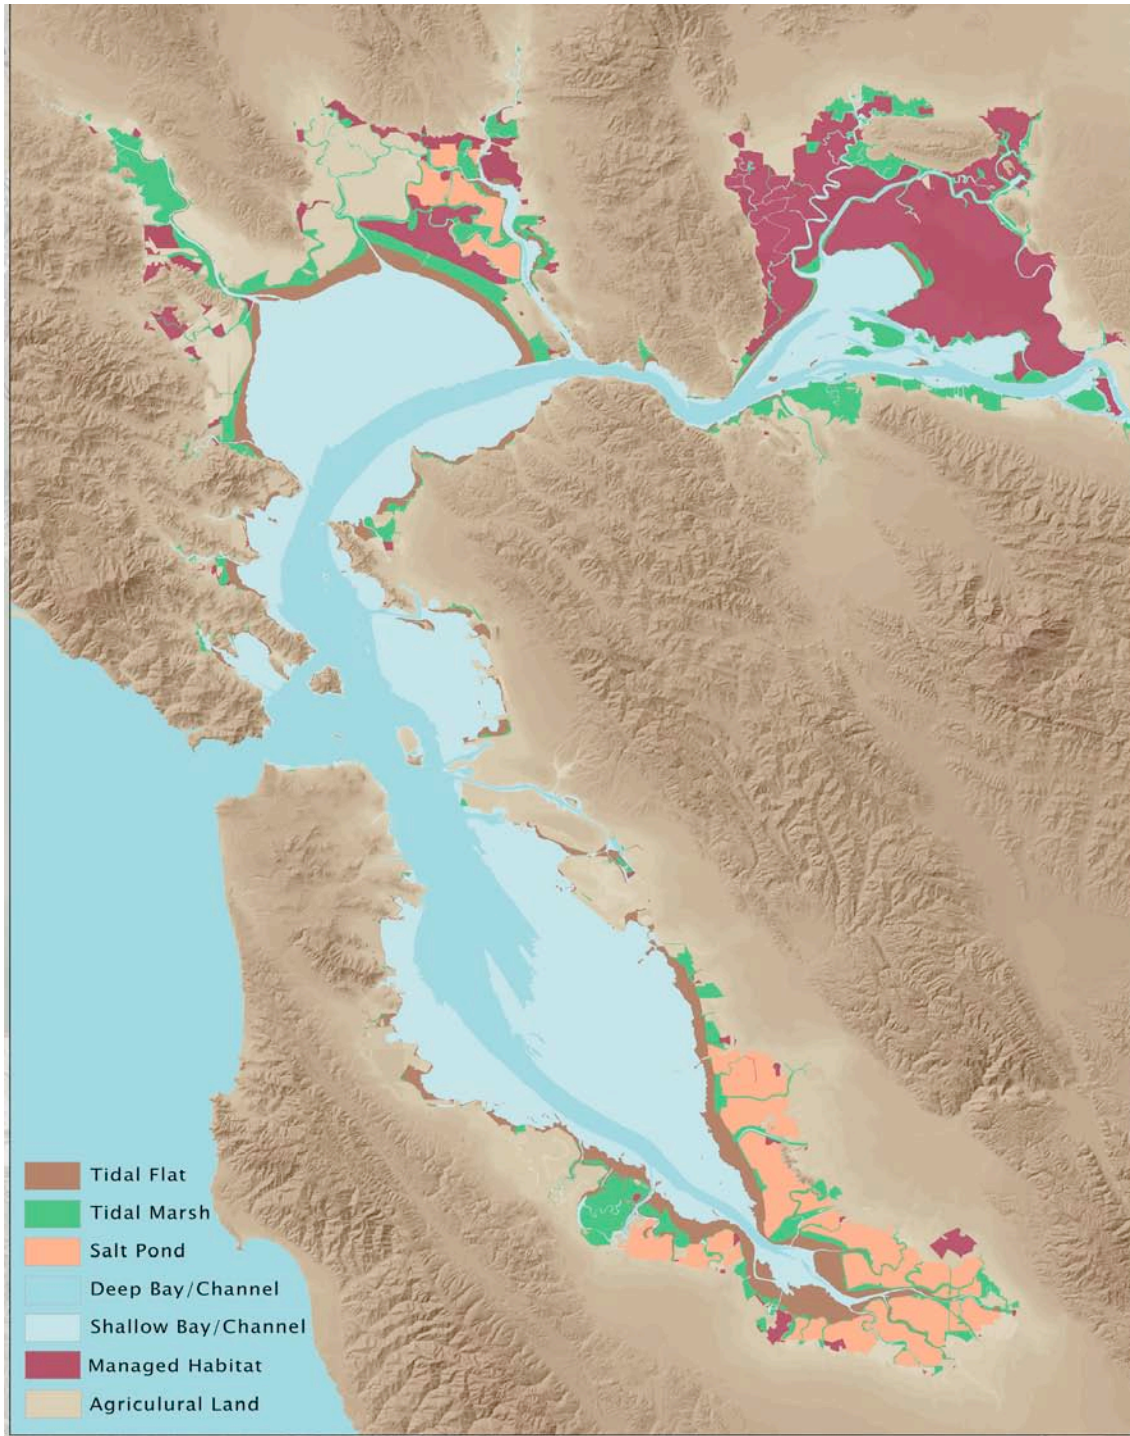 Tidal Flat
Tidal Marsh
Salt Pond
Deep Bay/Channel
Shallow Bay/Channel
Managed Habitat
Agriculural Land